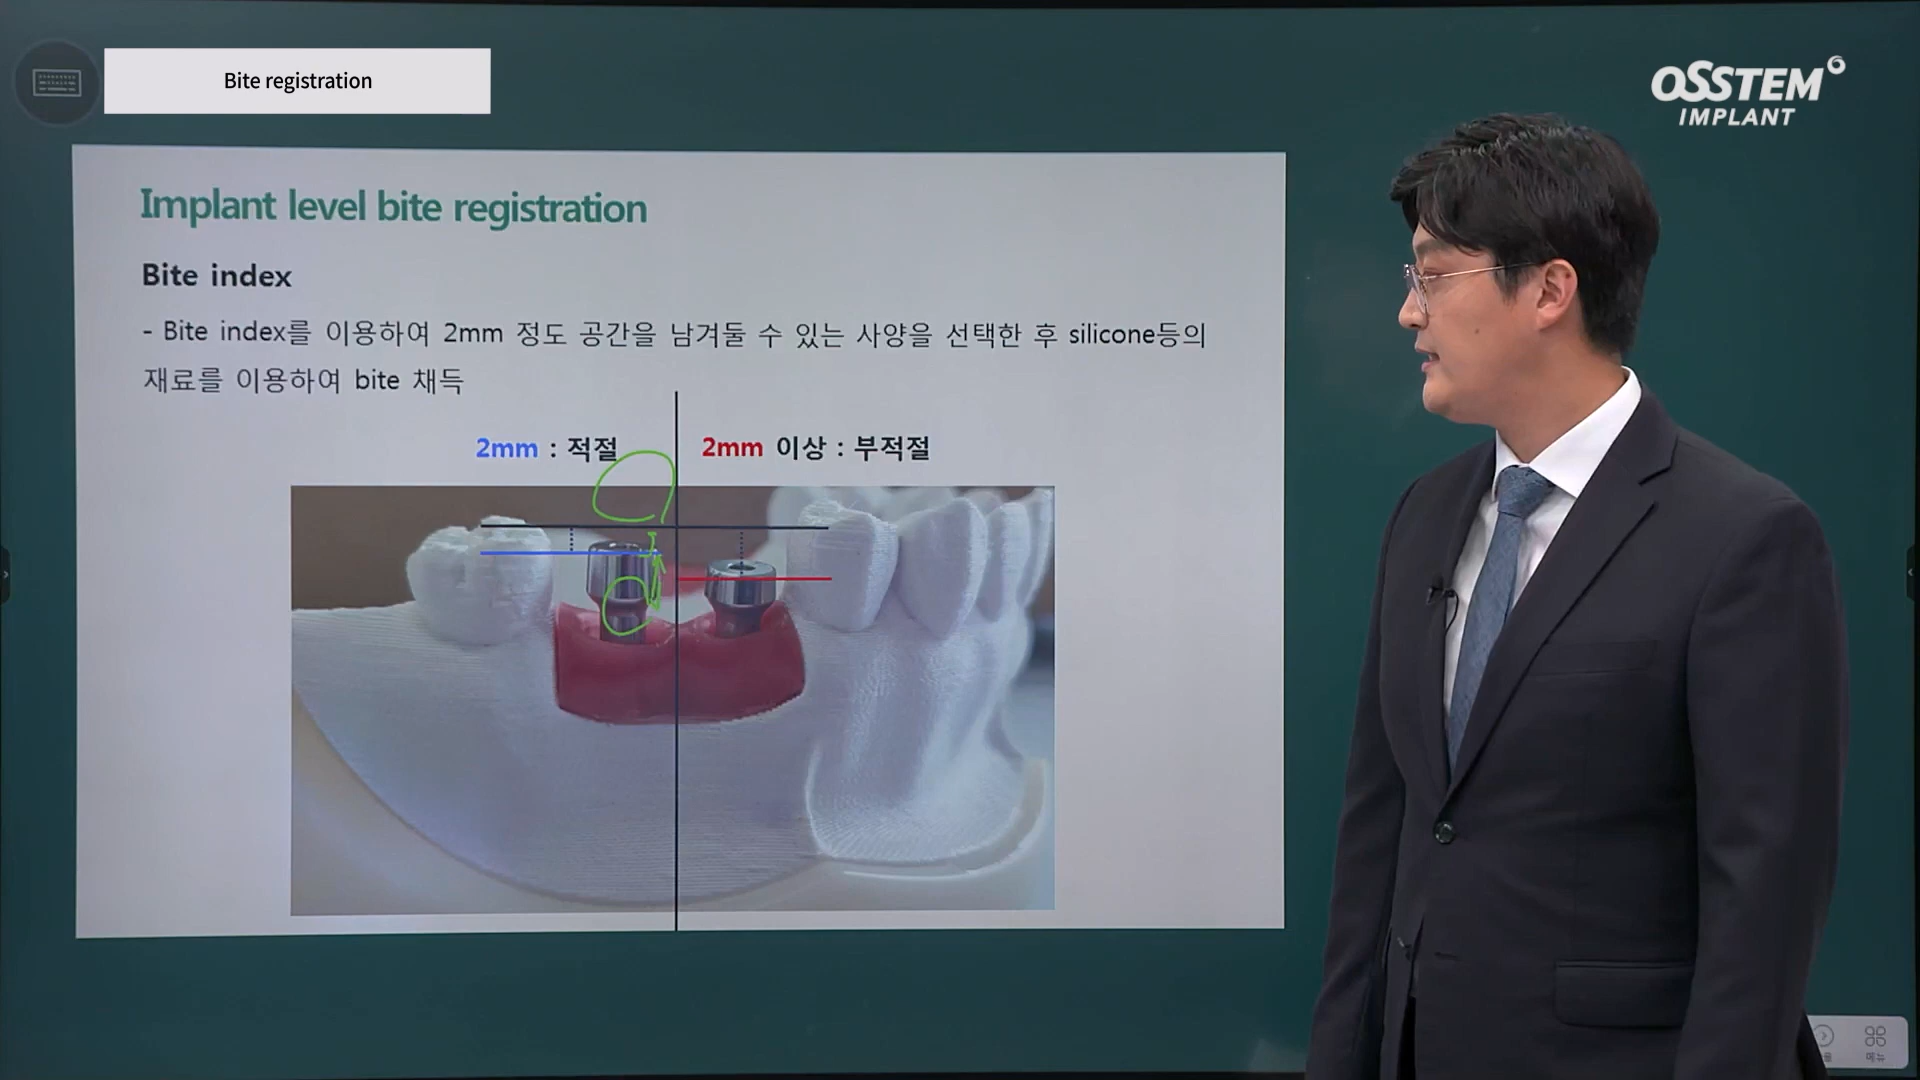 Bite registration
OSSTEM
IMPLANT
Implant level bite registration
Bite index
- Bite index를 이용하여 2mm 정도 공간을 남겨둘 수 있는 사양을 선택한 후 silicone등의
재료를 이용하여 bite 채득
2mm : 적절
2mm 이상 : 부적절
메뉴